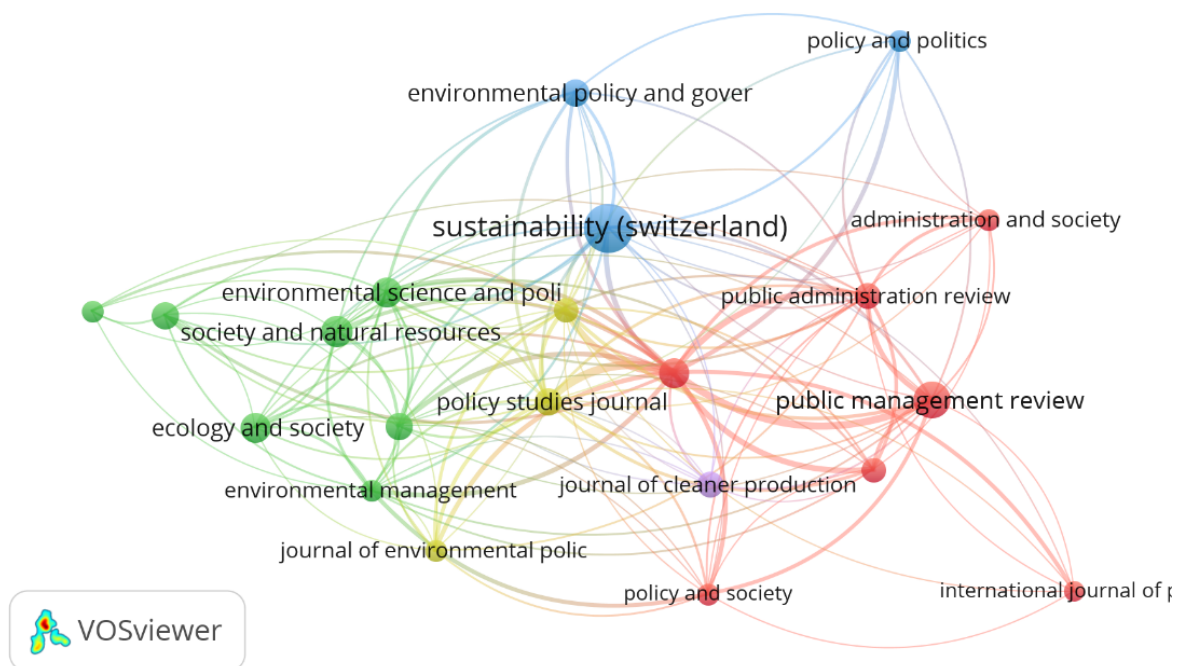 policy and politics
environmental policy and gover
administration and society
sustainability (switzerland)
environmental science and poli
public administration review
society and natural resources
policy studies journal
public management review
ecology and society
environmental management
journal of cleaner production
journal of environmental polic
policy and society
international journal of p
VOSviewer